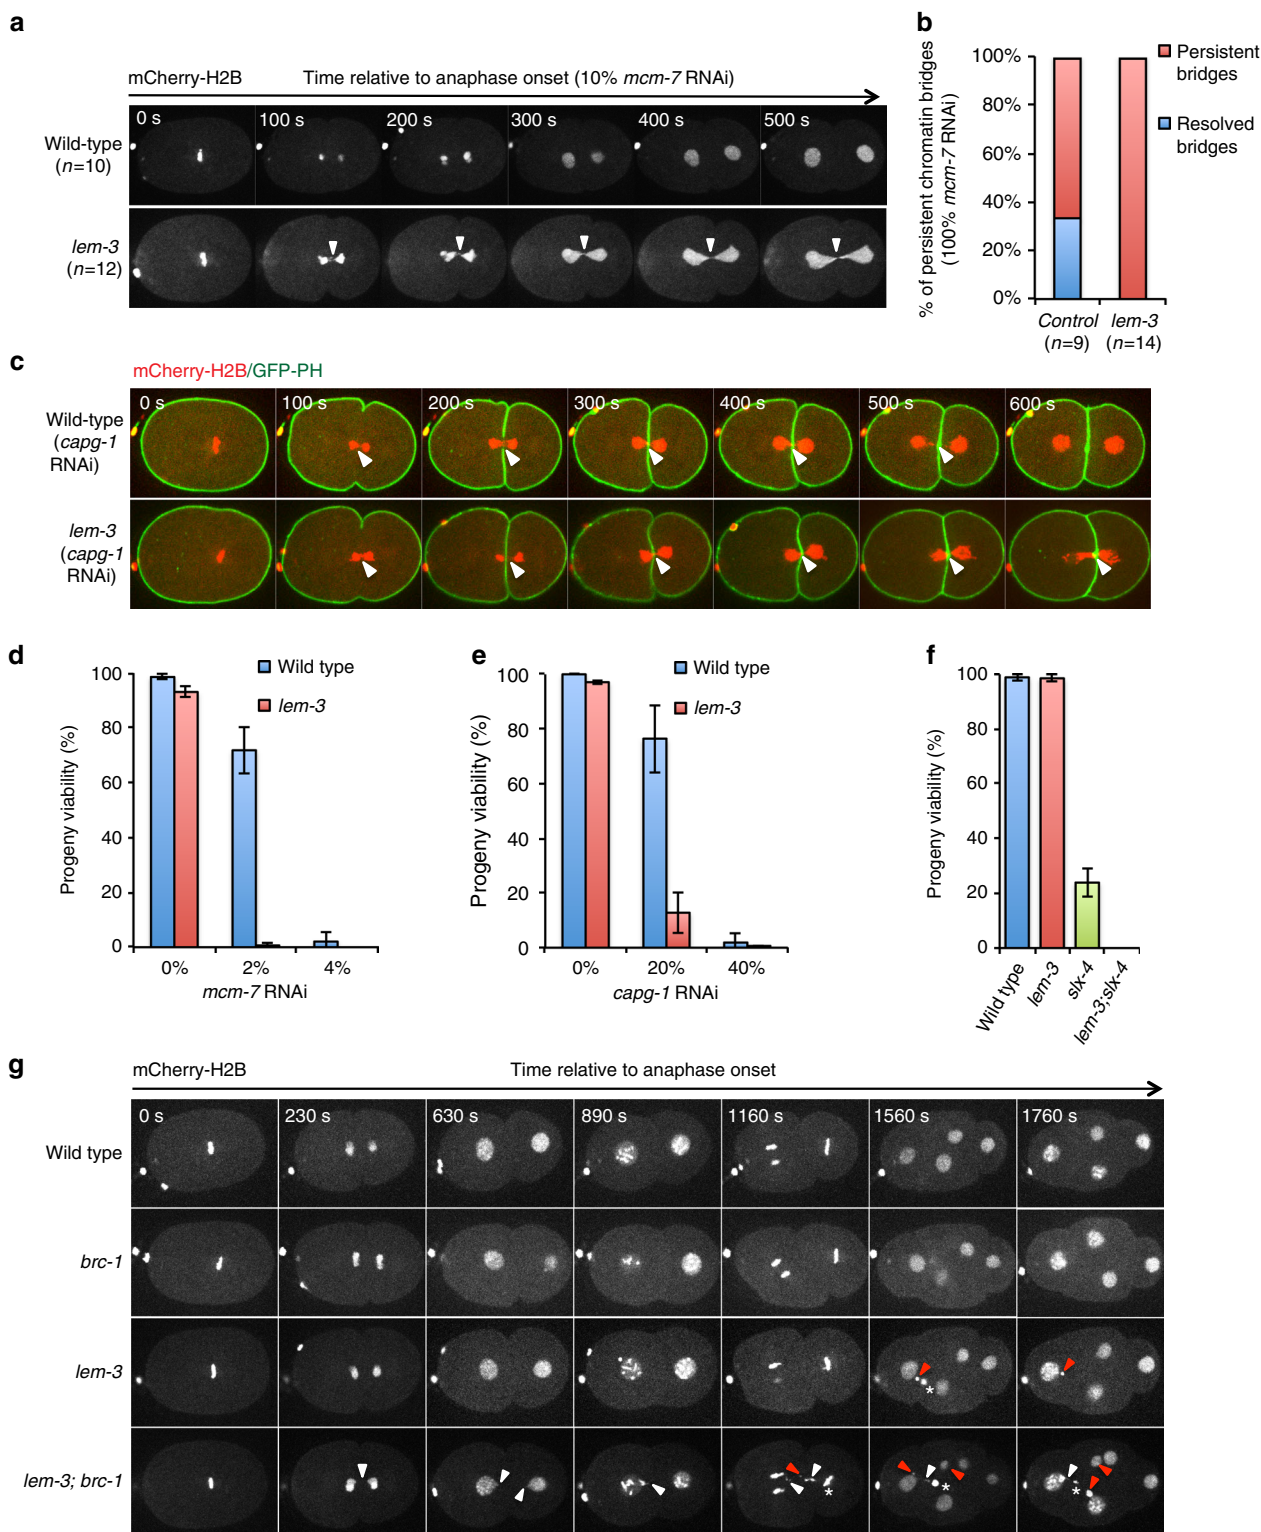 a
mCherry-H2B
Time relative to anaphase onset (10% mcm-7 RNAi)
0 s
100 s
200 s
300 s
400 s
500 s
Wild-type
(n=10)
lem-3
(n=12)
b
% of persistent chromatin bridges
(100% mcm-7 RNAi)
100%
80%
60%
40%
20%
0%
Control
(n=9)
lem-3
(n=14)
Persistent
bridges
Resolved
bridges
c
mCherry-H2B/GFP-PH
0 s
100 s
200 s
300 s
400 s
500 s
600 s
Wild-type
(capg-1
RNAi)
lem-3
(capg-1
RNAi)
d
Progeny viability (%)
100
80
60
40
20
0
0%
2%
4%
mcm-7 RNAi
Wild type
lem-3
e
Progeny viability (%)
100
80
60
40
20
0
0%
20%
40%
capg-1 RNAi
Wild type
lem-3
f
Progeny viability (%)
100
80
60
40
20
0
Wild type
lem-3
slx-4
lem-3;slx-4
g
mCherry-H2B
Time relative to anaphase onset
0 s
230 s
630 s
890 s
1160 s
1560 s
1760 s
Wild type
brc-1
lem-3
*
lem-3; brc-1
*
*
*